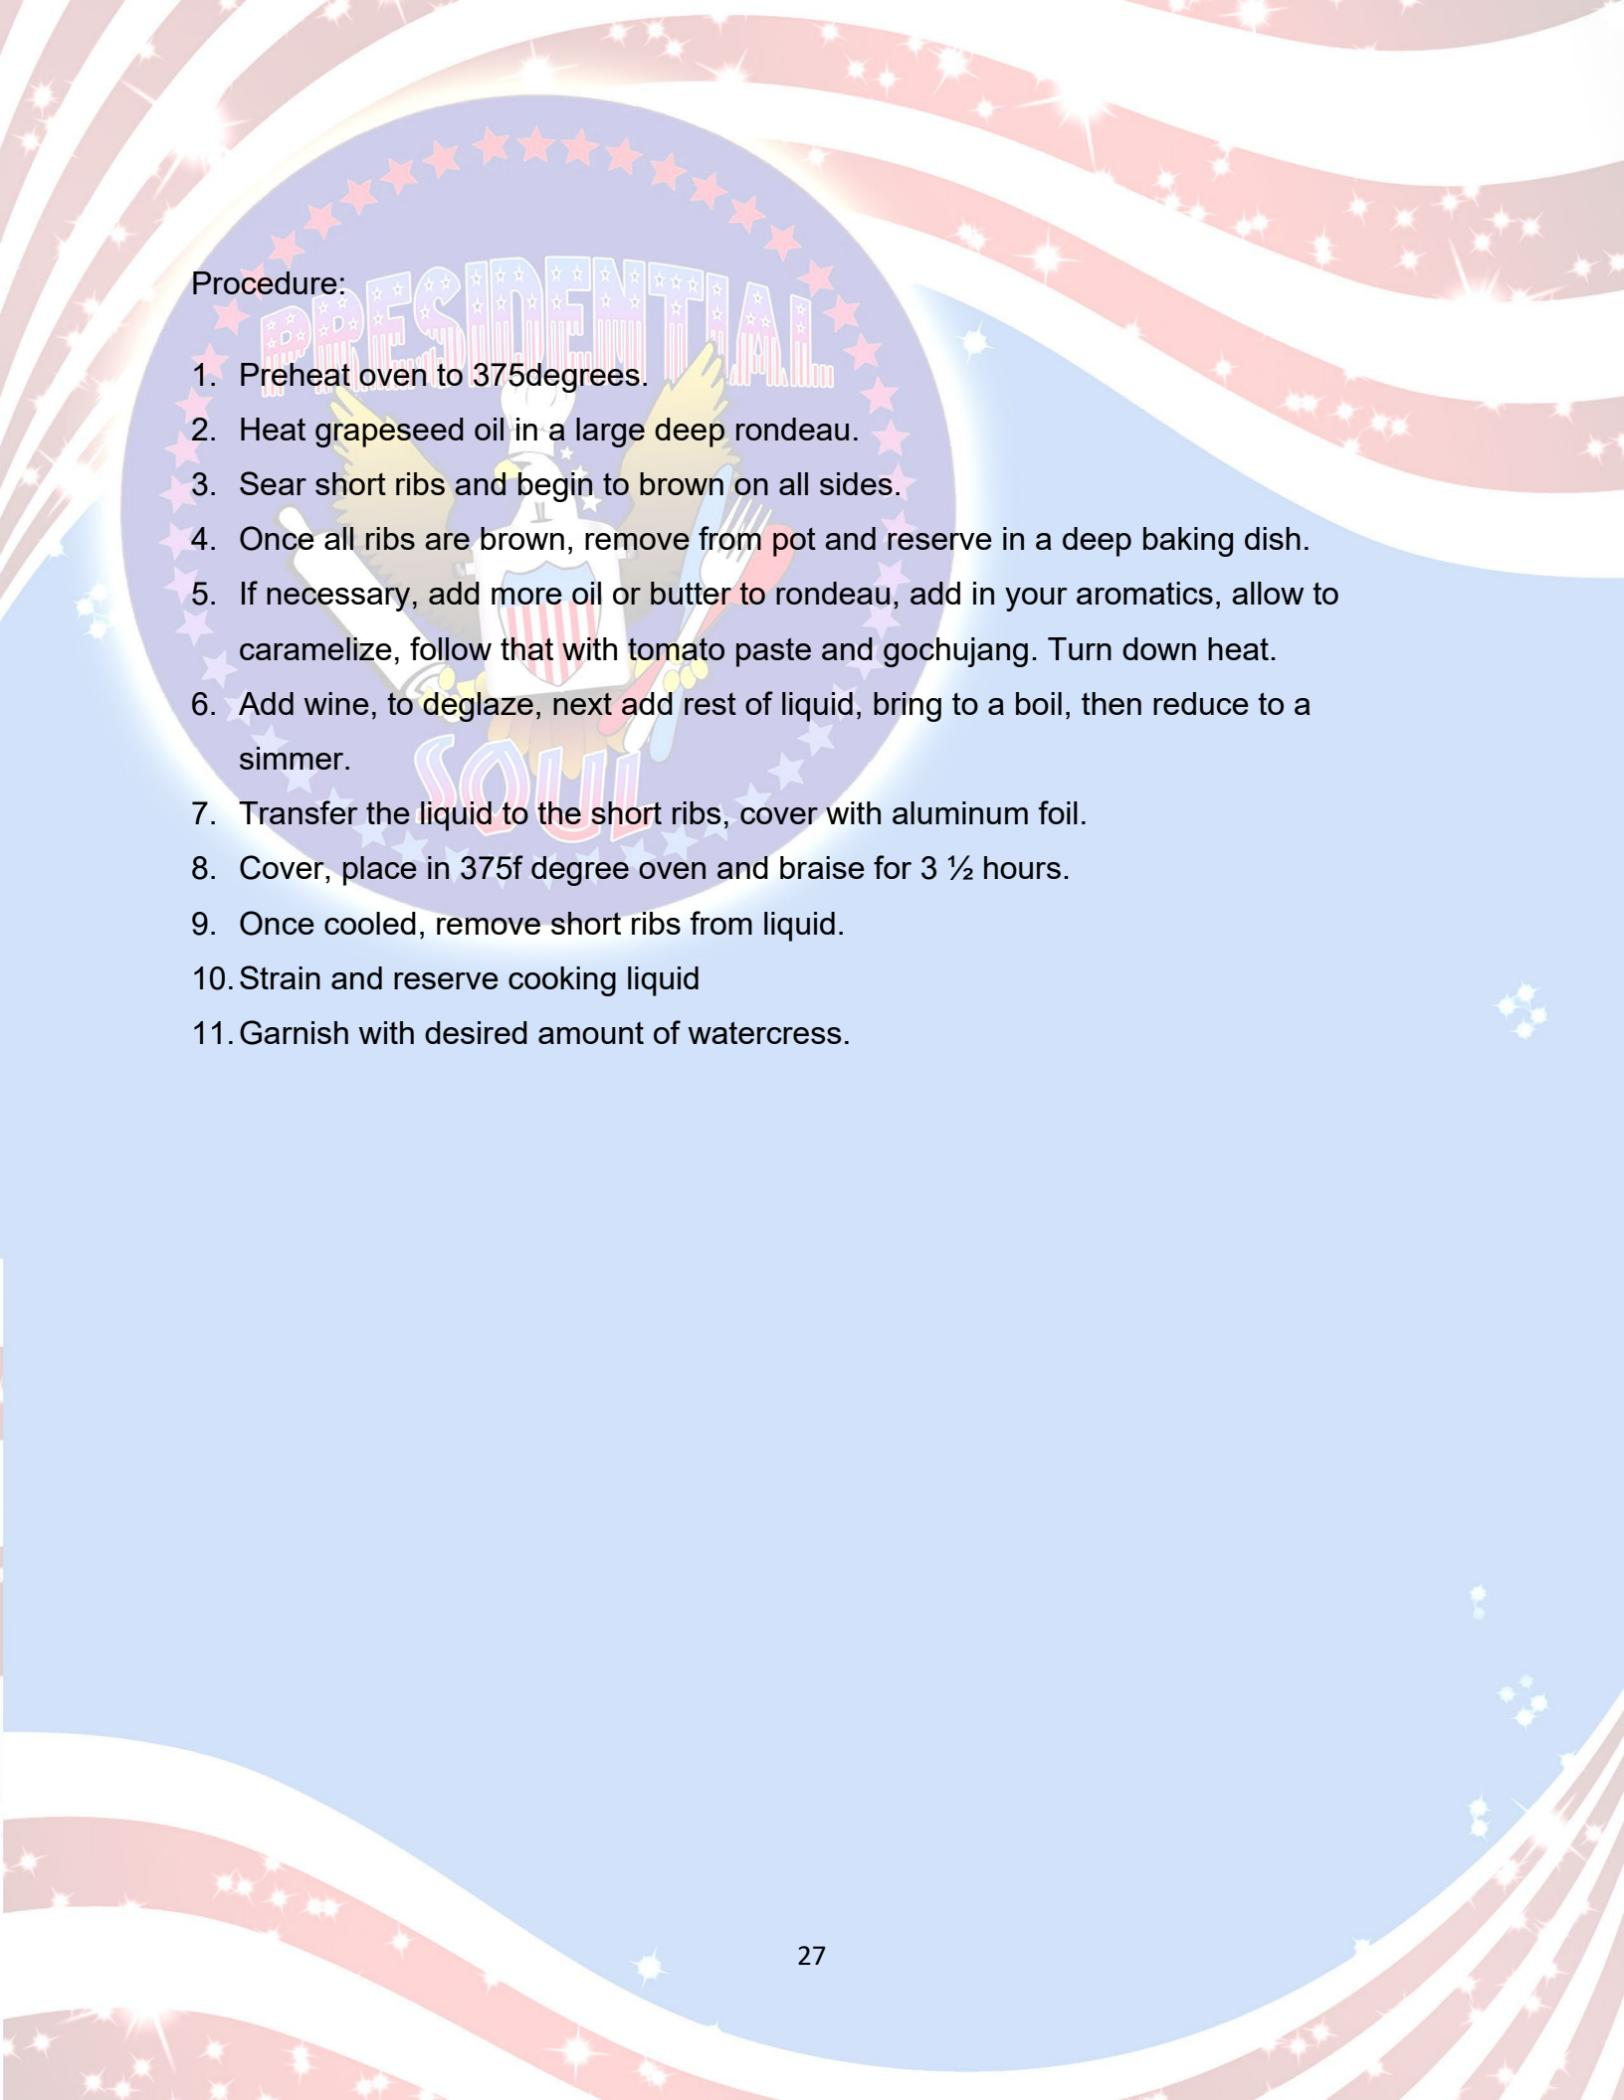 Procedure:
PRESIDENTIAL
1. Preheat oven to 375degrees.
2. Heat grapeseed oil in a large deep rondeau.
3. Sear short ribs and begin to brown on all sides.
4. Once all ribs are brown, remove from pot and reserve in a deep baking dish.
5. If necessary, add more oil or butter to rondeau, add in your aromatics, allow to
caramelize, follow that with tomato paste and gochujang. Turn down heat.
6. Add wine, to deglaze, next add rest of liquid, bring to a boil, then reduce to a
simmer.
SOUL
7. Transfer the liquid to the short ribs, cover with aluminum foil.
8. Cover, place in 375f degree oven and braise for 3 ½ hours.
9. Once cooled, remove short ribs from liquid.
10. Strain and reserve cooking liquid
11. Garnish with desired amount of watercress.
27